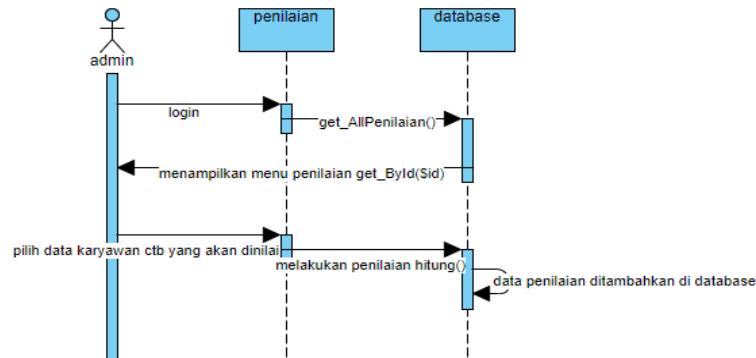 penilaian
database
admin
login
get_AllPenilaian()
menampilkan menu penilaian get_ById($id)
pilih data karyawan ctb yang akan dinilai
melakukan penilaian hitung()
data penilaian ditambahkan di database